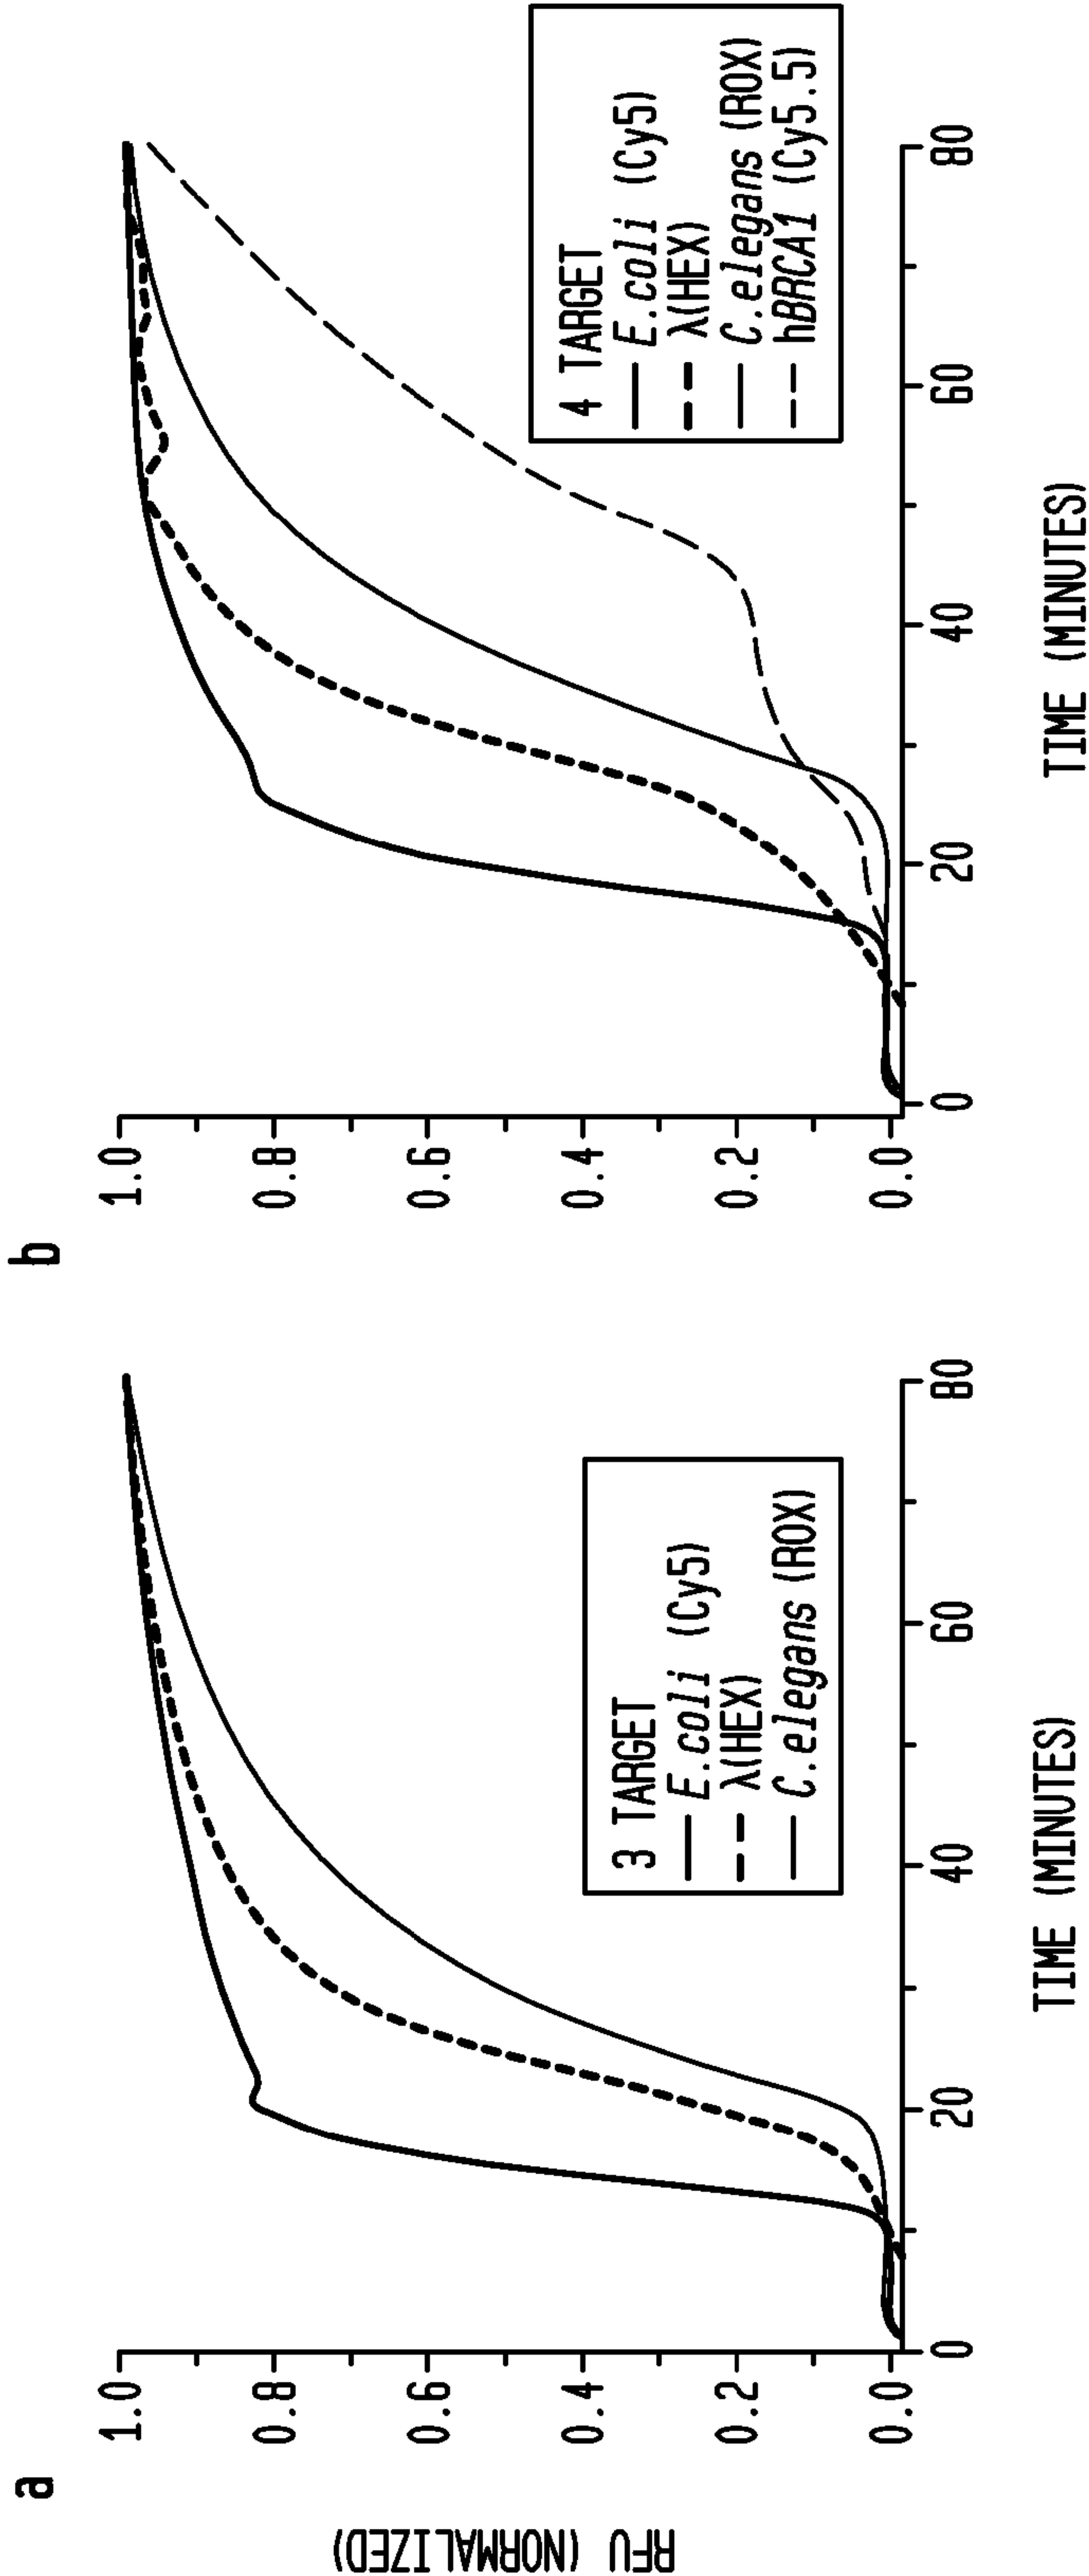 a
RFU (NORMALIZED)
1.0
0.8
0.6
0.4
0.2
0.0
0
20
40
60
80
TIME (MINUTES)
3 TARGET
E.coli (Cy5)
λ(HEX)
C.elegans (ROX)
b
1.0
0.8
0.6
0.4
0.2
0.0
0
20
40
60
80
TIME (MINUTES)
4 TARGET
E.coli (Cy5)
λ(HEX)
C.elegans (ROX)
hBRCA1 (Cy5.5)